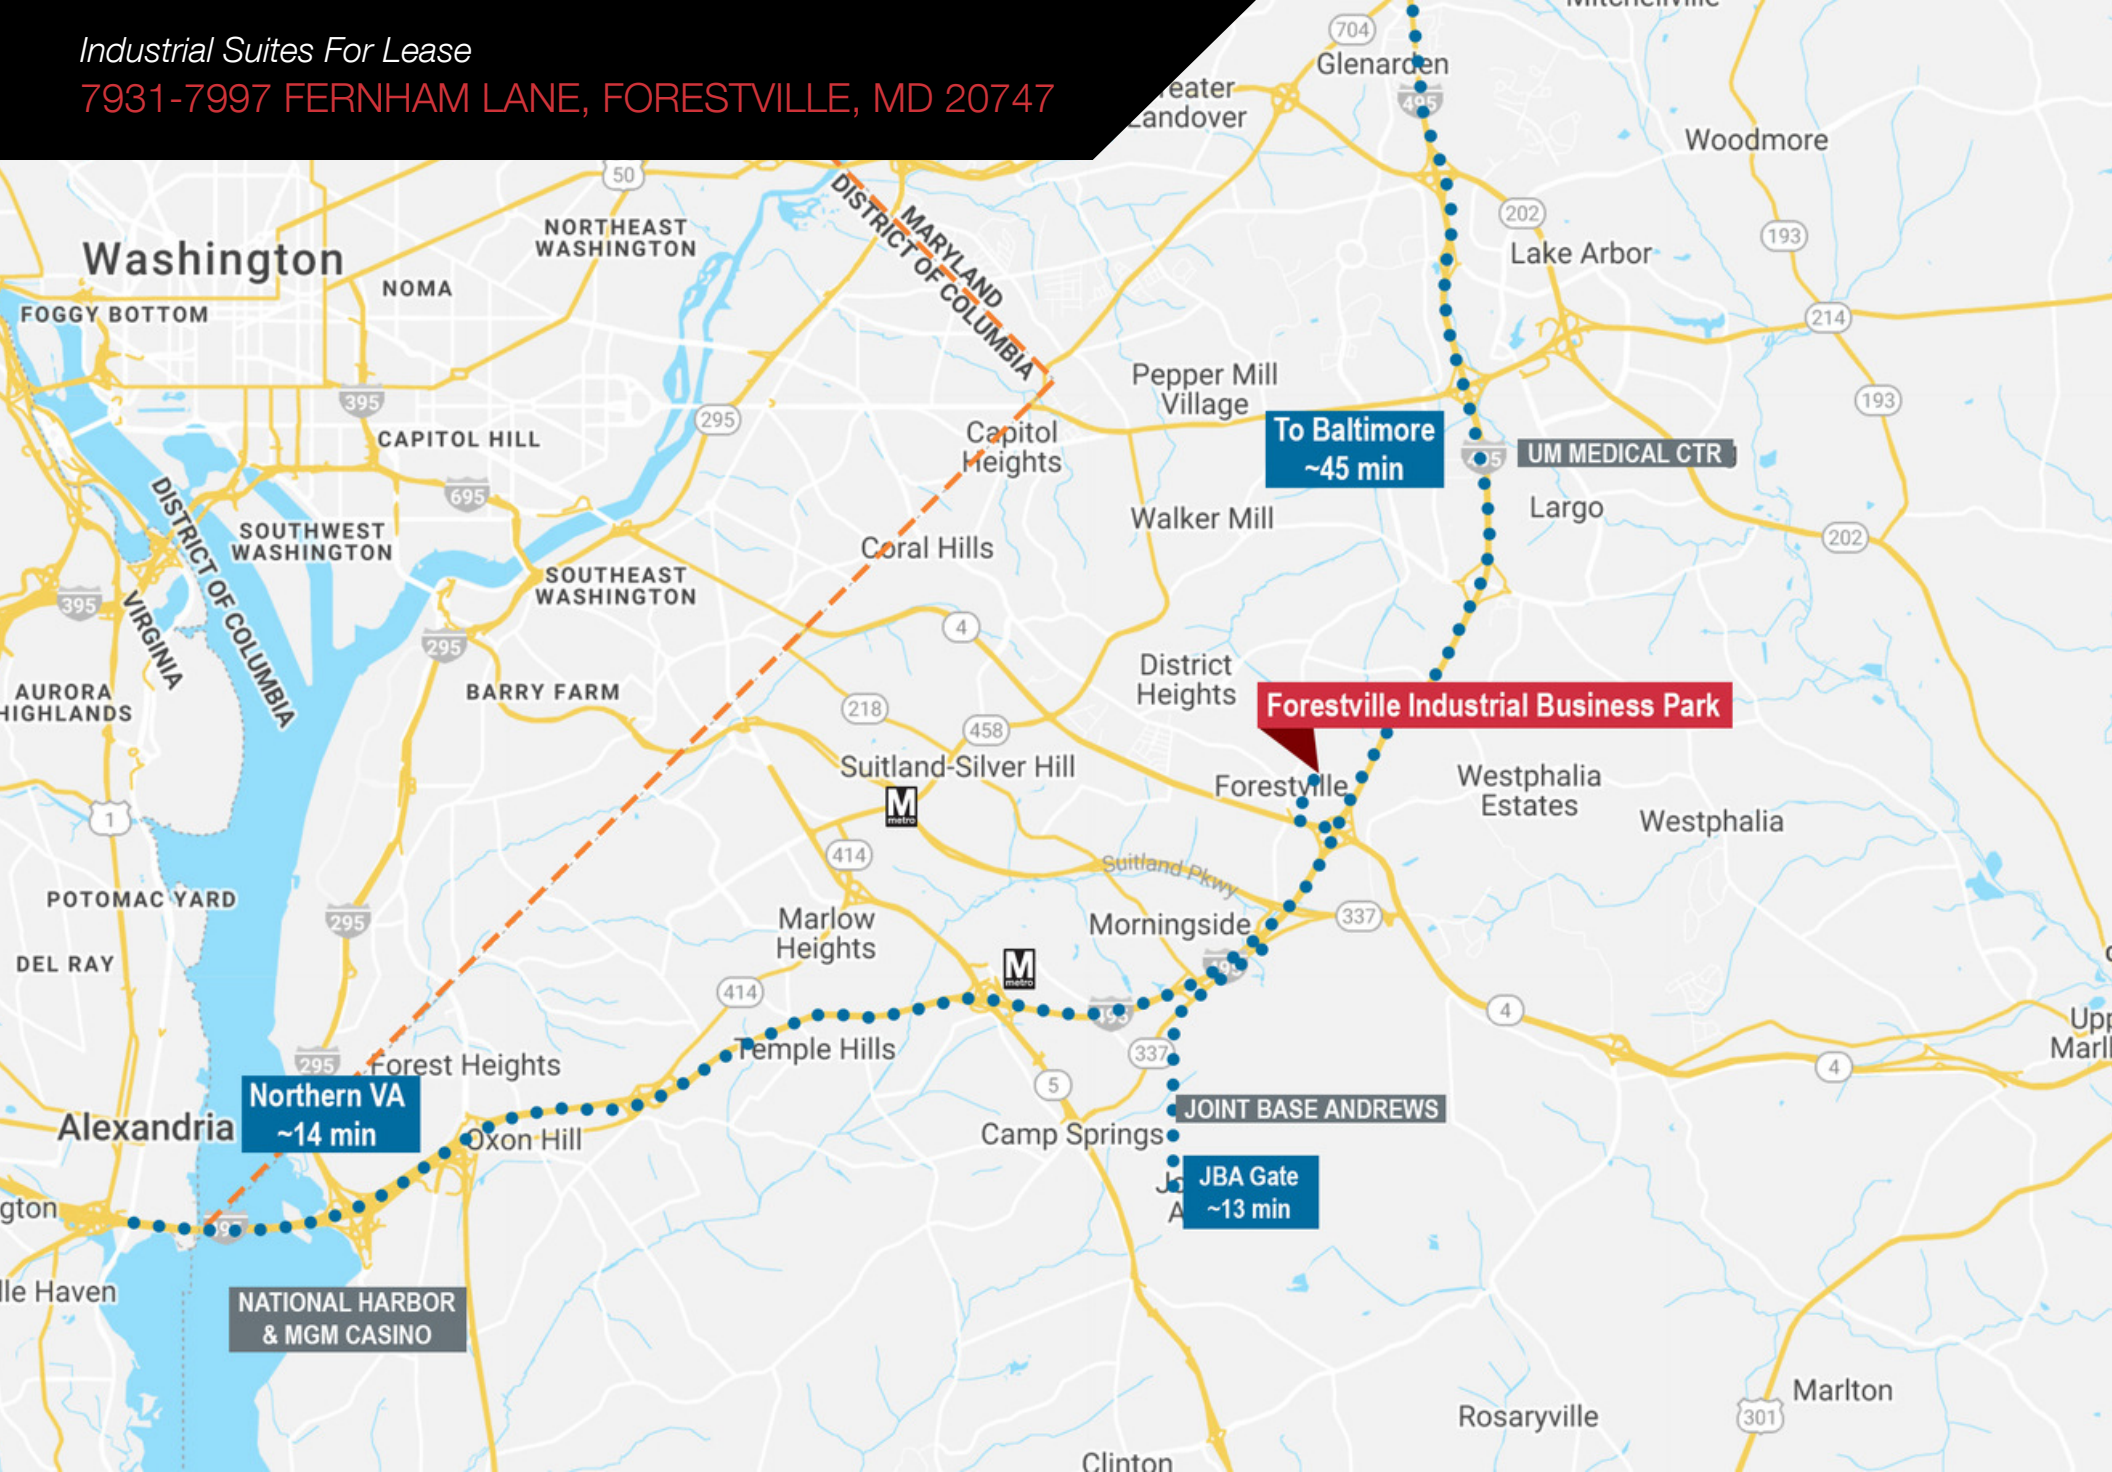 Industrial Suites For Lease
7931-7997 FERNHAM LANE, FORESTVILLE, MD 20747
704
Glenarden
495
Landover
Woodmore
50
202
193
Lake Arbor
NORTHEAST
WASHINGTON
MARYLAND
DISTRICT OF COLUMBIA
Washington
NOMA
FOGGY BOTTOM
214
395
295
193
Pepper Mill
Village
CAPITOL HILL
Capitol
Heights
To Baltimore
~45 min
UM MEDICAL CTR
695
Walker Mill
Largo
202
SOUTHWEST
WASHINGTON
Coral Hills
SOUTHEAST
WASHINGTON
DISTRICT OF COLUMBIA
VIRGINIA
395
295
4
District
Heights
AURORA
HIGHLANDS
BARRY FARM
218
458
Forestville Industrial Business Park
Suitland-Silver Hill
M
metro
Forestville
Westphalia
Estates
Westphalia
1
414
Suitland Pkwy
POTOMAC YARD
295
Marlow
Heights
Morningside
337
DEL RAY
M
metro
495
414
495
4
Temple Hills
337
295
Forest Heights
5
4
Northern VA
~14 min
Alexandria
Oxon Hill
JOINT BASE ANDREWS
Camp Springs
JBA Gate
~13 min
NATIONAL HARBOR
& MGM CASINO
Marlton
Rosaryville
301
Clinton